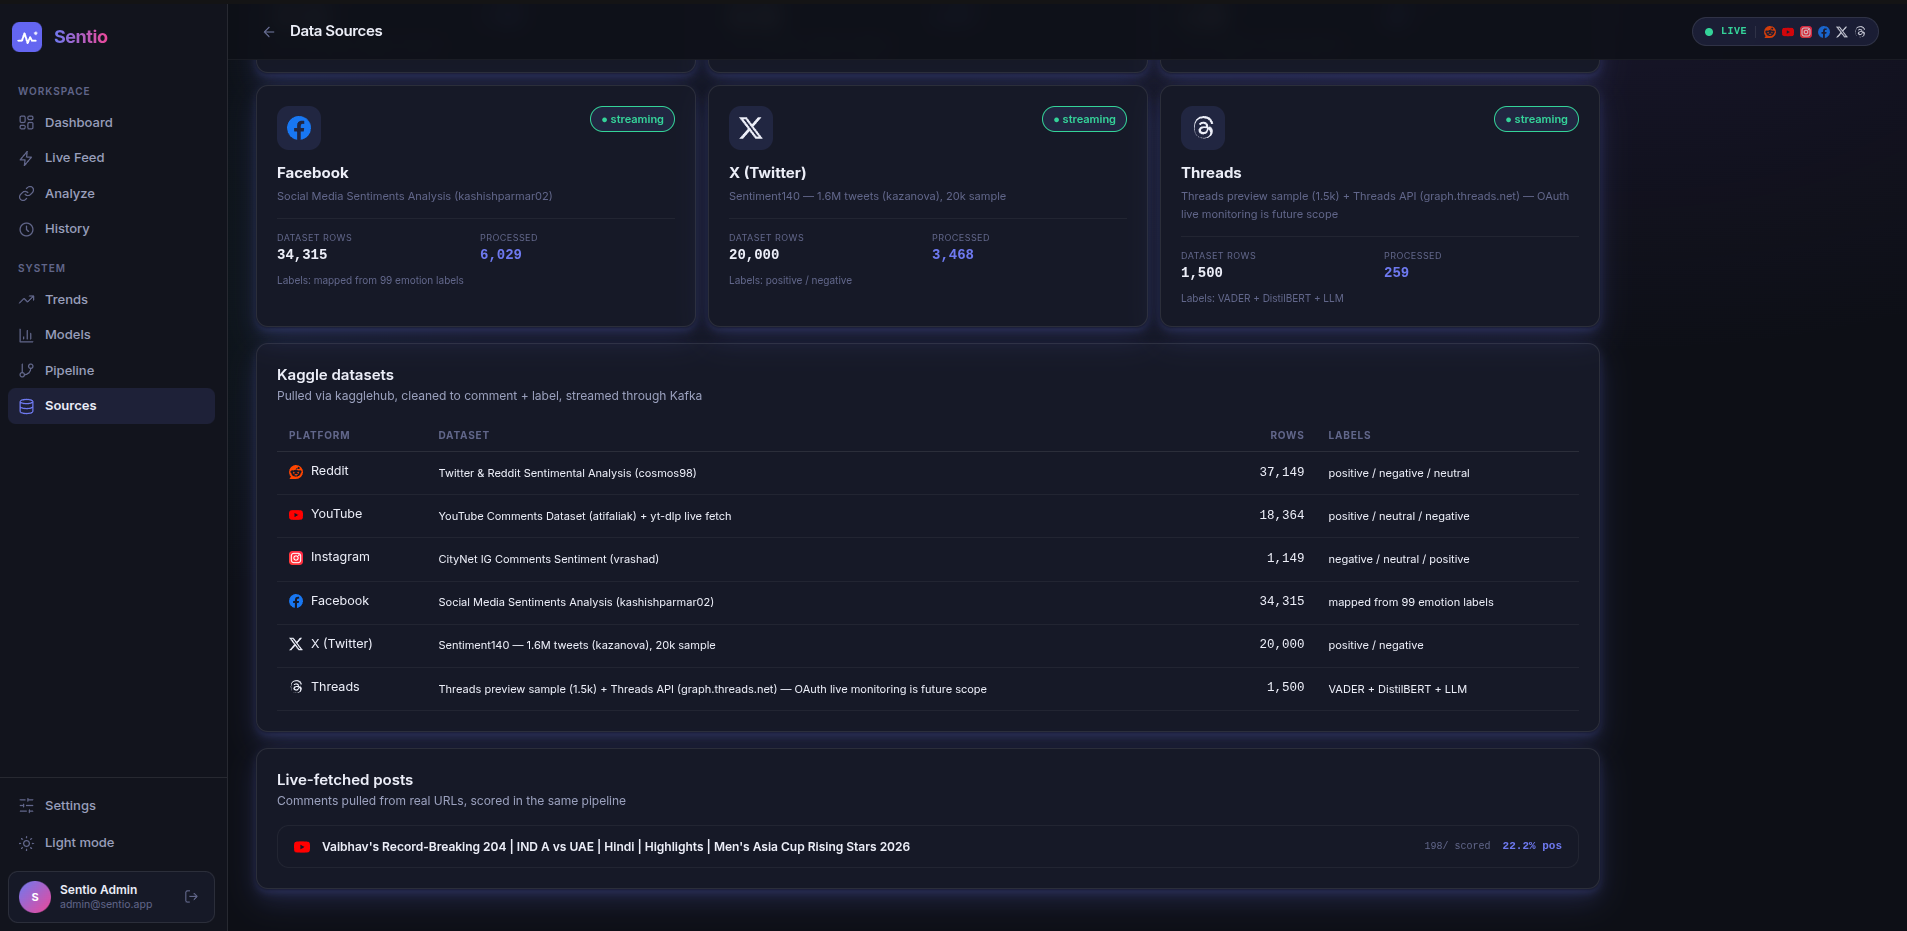 Sentio
WORKSPACE
Dashboard
Live Feed
Analyze
History
SYSTEM
Trends
Models
Pipeline
Sources
Settings
Light mode
S
Sentio Admin
admin@sentio.app
Data Sources
LIVE
streaming
Facebook
Social Media Sentiments Analysis (kashishparmar02)
DATASET ROWS PROCESSED
34,315 6,029
Labels: mapped from 99 emotion labels
streaming
X (Twitter)
Sentiment140 — 1.6M tweets (kazanova), 20k sample
DATASET ROWS PROCESSED
20,000 3,468
Labels: positive / negative
streaming
Threads
Threads preview sample (1.5k) + Threads API (graph.threads.net) — OAuth
live monitoring is future scope
DATASET ROWS PROCESSED
1,500 259
Labels: VADER + DistilBERT + LLM
Kaggle datasets
Pulled via kagglehub, cleaned to comment + label, streamed through Kafka
PLATFORM DATASET ROWS LABELS
Reddit Twitter & Reddit Sentimental Analysis (cosmos98) 37,149 positive / negative / neutral
YouTube YouTube Comments Dataset (atifaliak) + yt-dlp live fetch 18,364 positive / neutral / negative
Instagram CityNet IG Comments Sentiment (vrashad) 1,149 negative / neutral / positive
Facebook Social Media Sentiments Analysis (kashishparmar02) 34,315 mapped from 99 emotion labels
X (Twitter) Sentiment140 — 1.6M tweets (kazanova), 20k sample 20,000 positive / negative
Threads Threads preview sample (1.5k) + Threads API (graph.threads.net) — OAuth live monitoring is future scope 1,500 VADER + DistilBERT + LLM
Live-fetched posts
Comments pulled from real URLs, scored in the same pipeline
Vaibhav's Record-Breaking 204 | IND A vs UAE | Hindi | Highlights | Men's Asia Cup Rising Stars 2026 198/ scored 22.2% pos